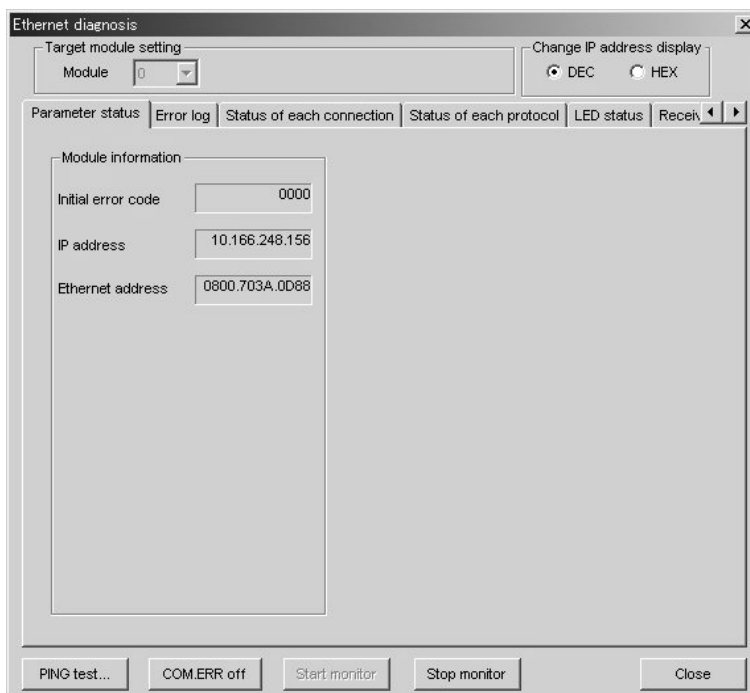 Ethernet diagnosis
Target module setting
Module 0
Change IP address display
DEC HEX
Parameter status Error log Status of each connection Status of each protocol LED status
Module information
Initial error code 0000
IP address 10.166.248.156
Ethernet address 0800.703A.0D88
PING test... COM.ERR off Start monitor Stop monitor Close